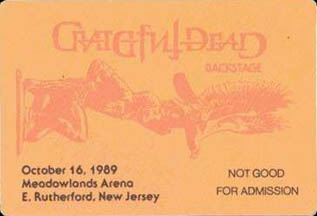 GRATEFUL DEAD
BACKSTAGE
October 16, 1989
Meadowlands Arena
E. Rutherford, New Jersey
NOT GOOD
FOR ADMISSION